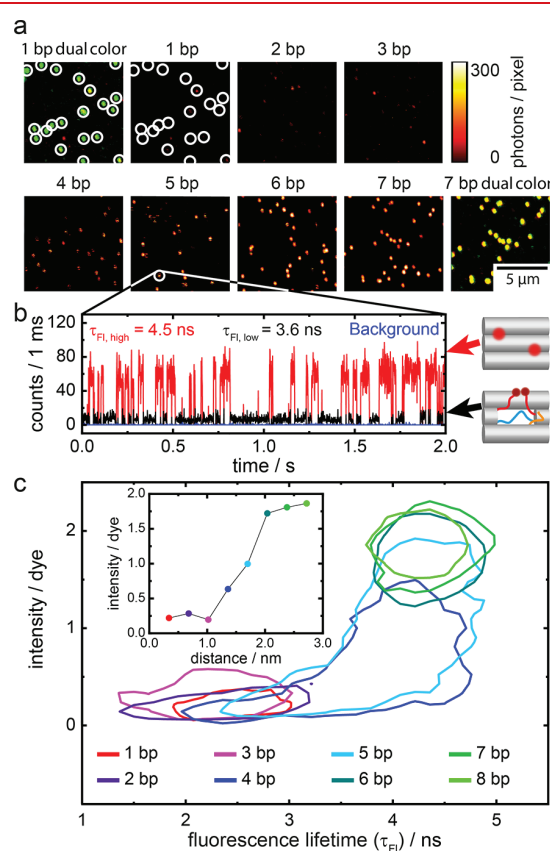 a
1 bp dual color 1 bp 2 bp 3 bp
300
photons / pixel
0
4 bp 5 bp 6 bp 7 bp 7 bp dual color
5 µm
b
counts / 1 ms
120
80
40
0
τFl, high = 4.5 ns τFl, low = 3.6 ns Background
0.0 0.5 1.0 1.5 2.0
time / s
c
intensity / dye
2
1
0
intensity / dye
2.0
1.5
1.0
0.5
0.0
0.0 1.0 2.0 3.0
distance / nm
1 bp 3 bp 5 bp 7 bp
2 bp 4 bp 6 bp 8 bp
1 2 3 4 5
fluorescence lifetime (τFl) / ns